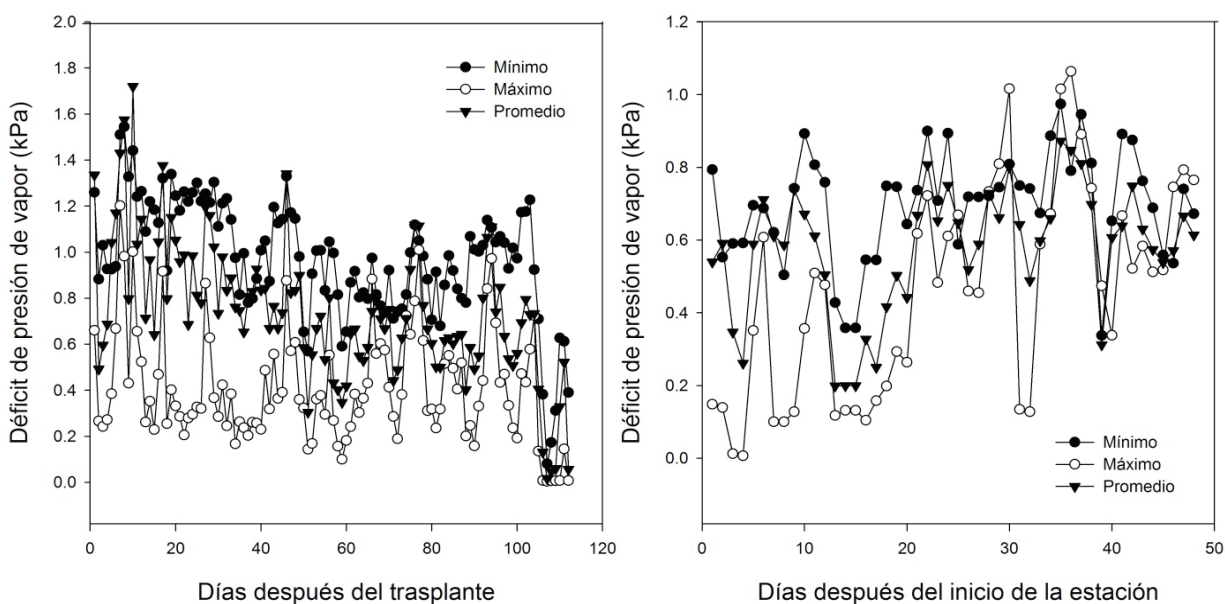 Déficit de presión de vapor (kPa)
2.0
1.8
1.6
1.4
1.2
1.0
0.8
0.6
0.4
0.2
0.0
Mínimo
Máximo
Promedio
0 20 40 60 80 100 120
Días después del trasplante
Déficit de presión de vapor (kPa)
1.2
1.0
0.8
0.6
0.4
0.2
0.0
Mínimo
Máximo
Promedio
0 10 20 30 40 50
Días después del inicio de la estación